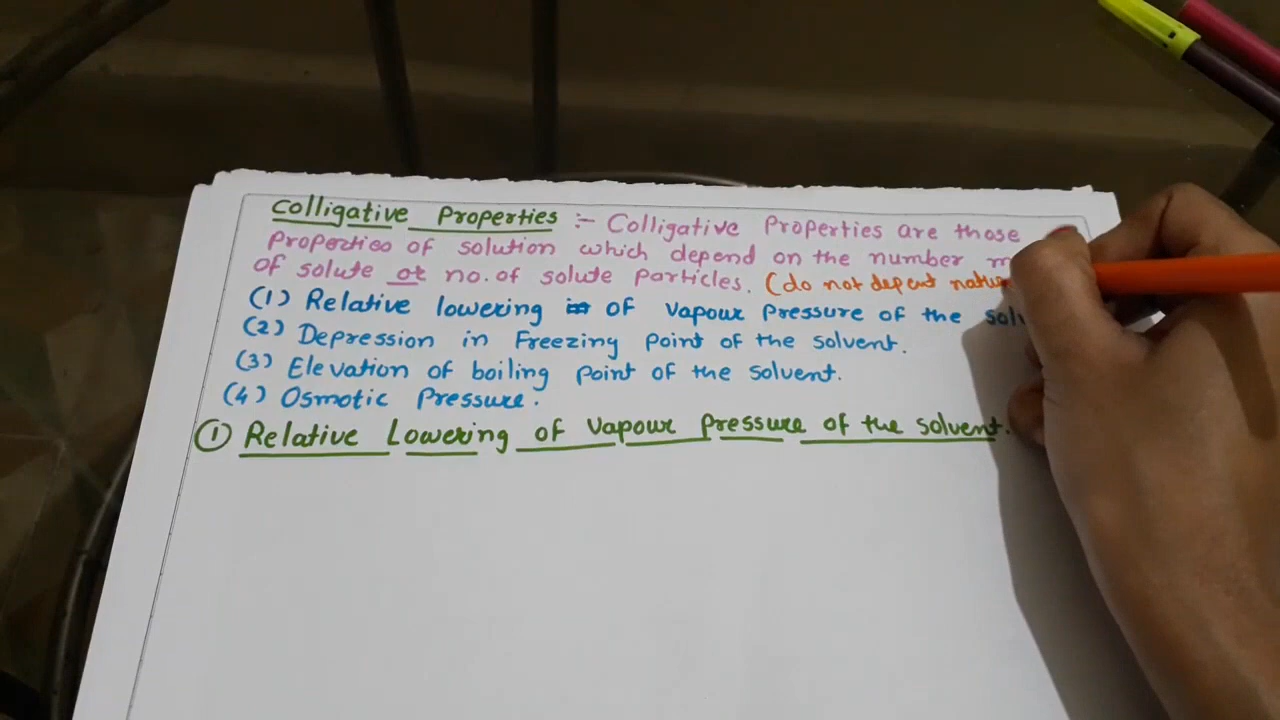 Colligative Properties :- Colligative Properties are those
Properties of solution which depend on the number
of solute or no. of solute particles. (do not depent
(1) Relative lowering in of vapour pressure of the
(2) Depression in Freezing point of the solvent.
(3) Elevation of boiling point of the solvent.
(4) Osmotic Pressure.
① Relative Lowering of Vapour Pressure of the solvent.